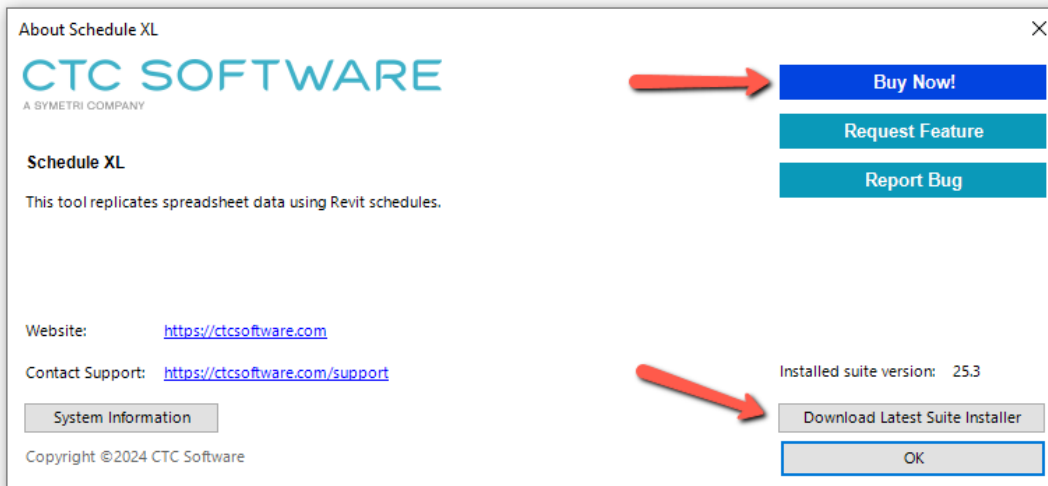 About Schedule XL
CTC SOFTWARE
A SYMETRI COMPANY
Buy Now!
Request Feature
Report Bug
Schedule XL
This tool replicates spreadsheet data using Revit schedules.
Website: https://ctcsoftware.com
Contact Support: https://ctcsoftware.com/support
Installed suite version: 25.3
System Information
Download Latest Suite Installer
Copyright ©2024 CTC Software
OK